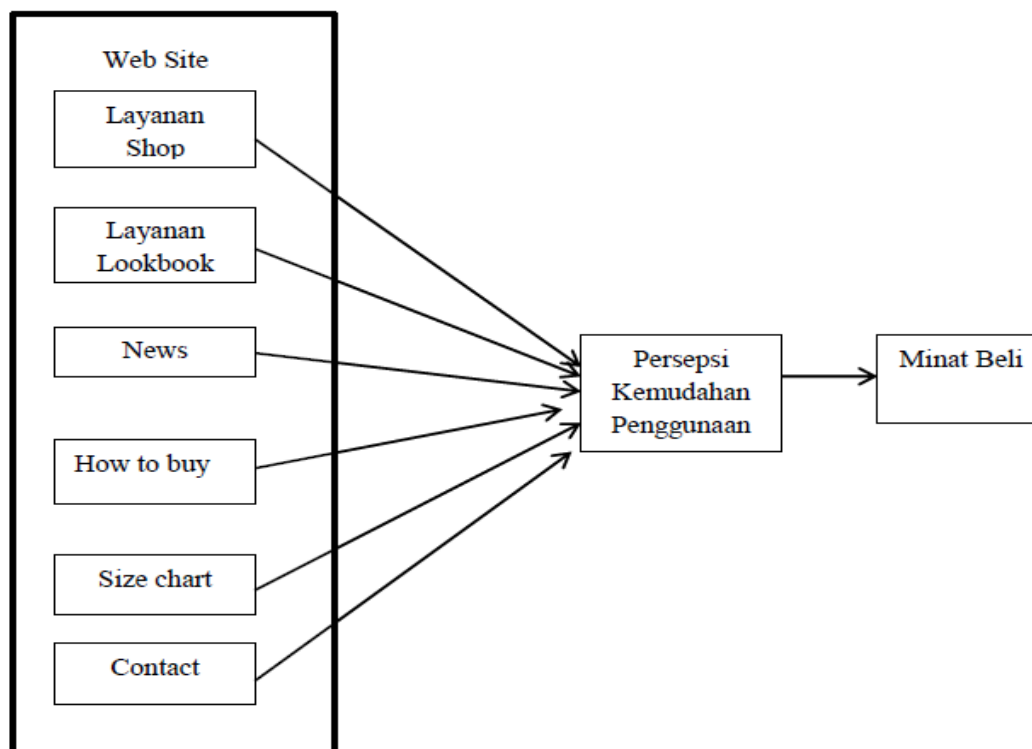 Web Site
Layanan
Shop
Layanan
Lookbook
News
How to buy
Size chart
Contact
Persepsi
Kemudahan
Penggunaan
Minat Beli